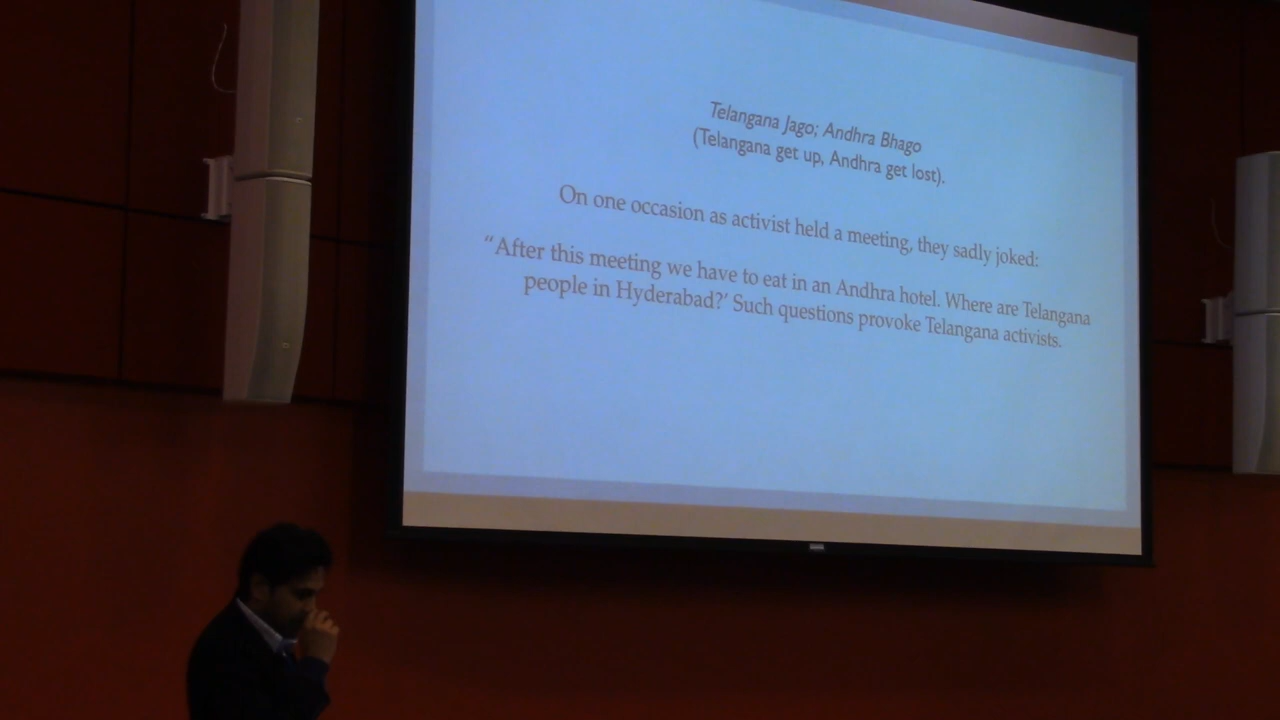 Telangana Jago; Andhra Bhago
(Telangana get up, Andhra get lost).
On one occasion as activist held a meeting, they sadly joked:
“After this meeting we have to eat in an Andhra hotel. Where are Telangana
people in Hyderabad?’ Such questions provoke Telangana activists.